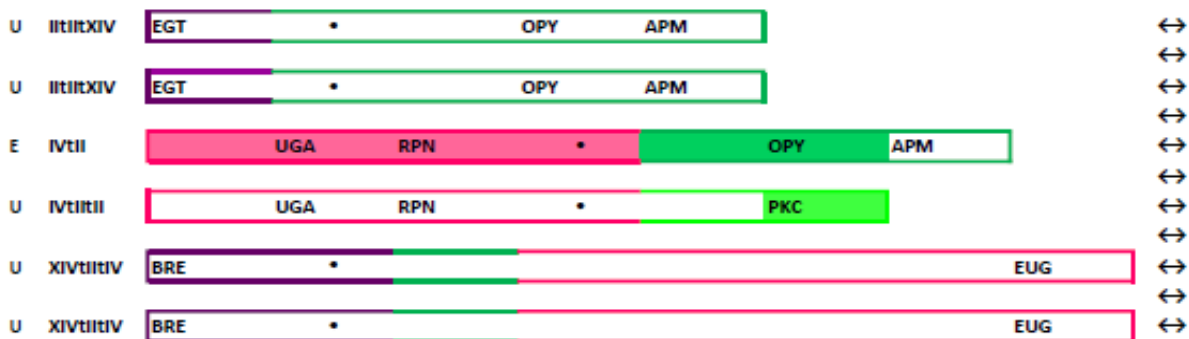 U IItIItXIV EGT • OPY APM ↔
↔
U IItIItXIV EGT • OPY APM ↔
↔
E IVtII UGA RPN • OPY APM ↔
↔
U IVtIItII UGA RPN • PKC ↔
↔
U XIVtIItIV BRE • EUG ↔
↔
U XIVtIItIV BRE • EUG ↔